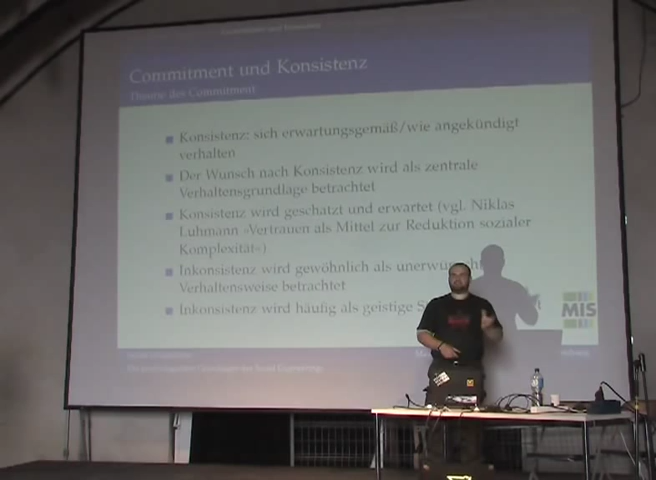 Commitment und Konsistenz
Theorie des Commitment
Konsistenz: sich erwartungsgemäß/wie angekündigt
verhalten
Der Wunsch nach Konsistenz wird als zentrale
Verhaltensgrundlage betrachtet
Konsistenz wird geschätzt und erwartet (vgl. Niklas
Luhmann »Vertrauen als Mittel zur Reduktion sozialer
Komplexität«)
Inkonsistenz wird gewöhnlich als
Verhaltensweise betrachtet
Inkonsistenz wird häufig als geistige
MIS
Social Engineering